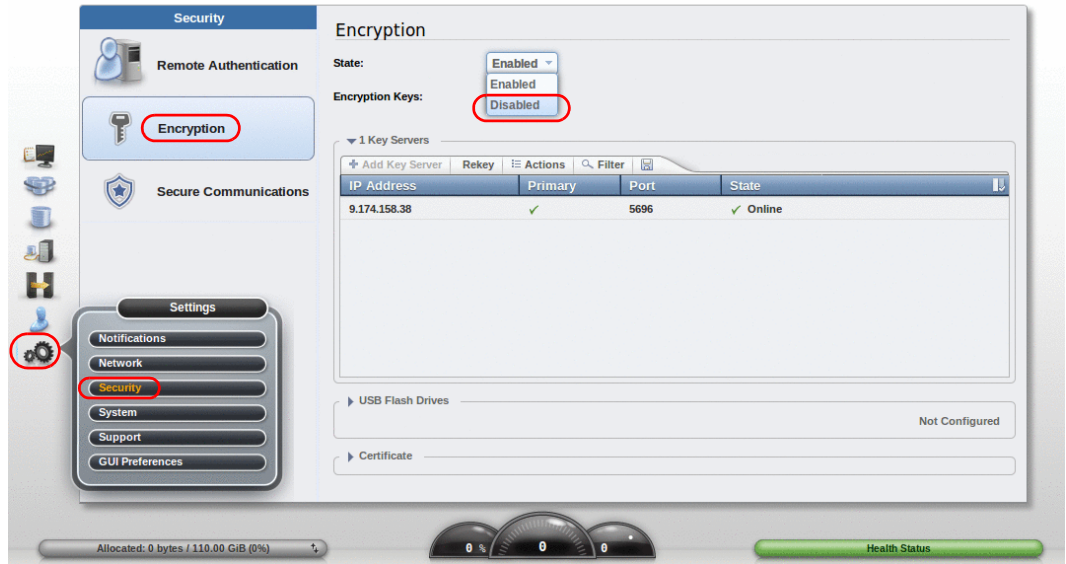 Security
Remote Authentication
Encryption
Secure Communications
Encryption
State:
Enabled
Enabled
Disabled
Encryption Keys:
1 Key Servers
Add Key Server Rekey Actions Filter
IP Address Primary Port State
9.174.158.38 5696 Online
USB Flash Drives
Not Configured
Certificate
Settings
Notifications
Network
Security
System
Support
GUI Preferences
Allocated: 0 bytes / 110.00 GiB (0%)
0 %
0
0
Health Status